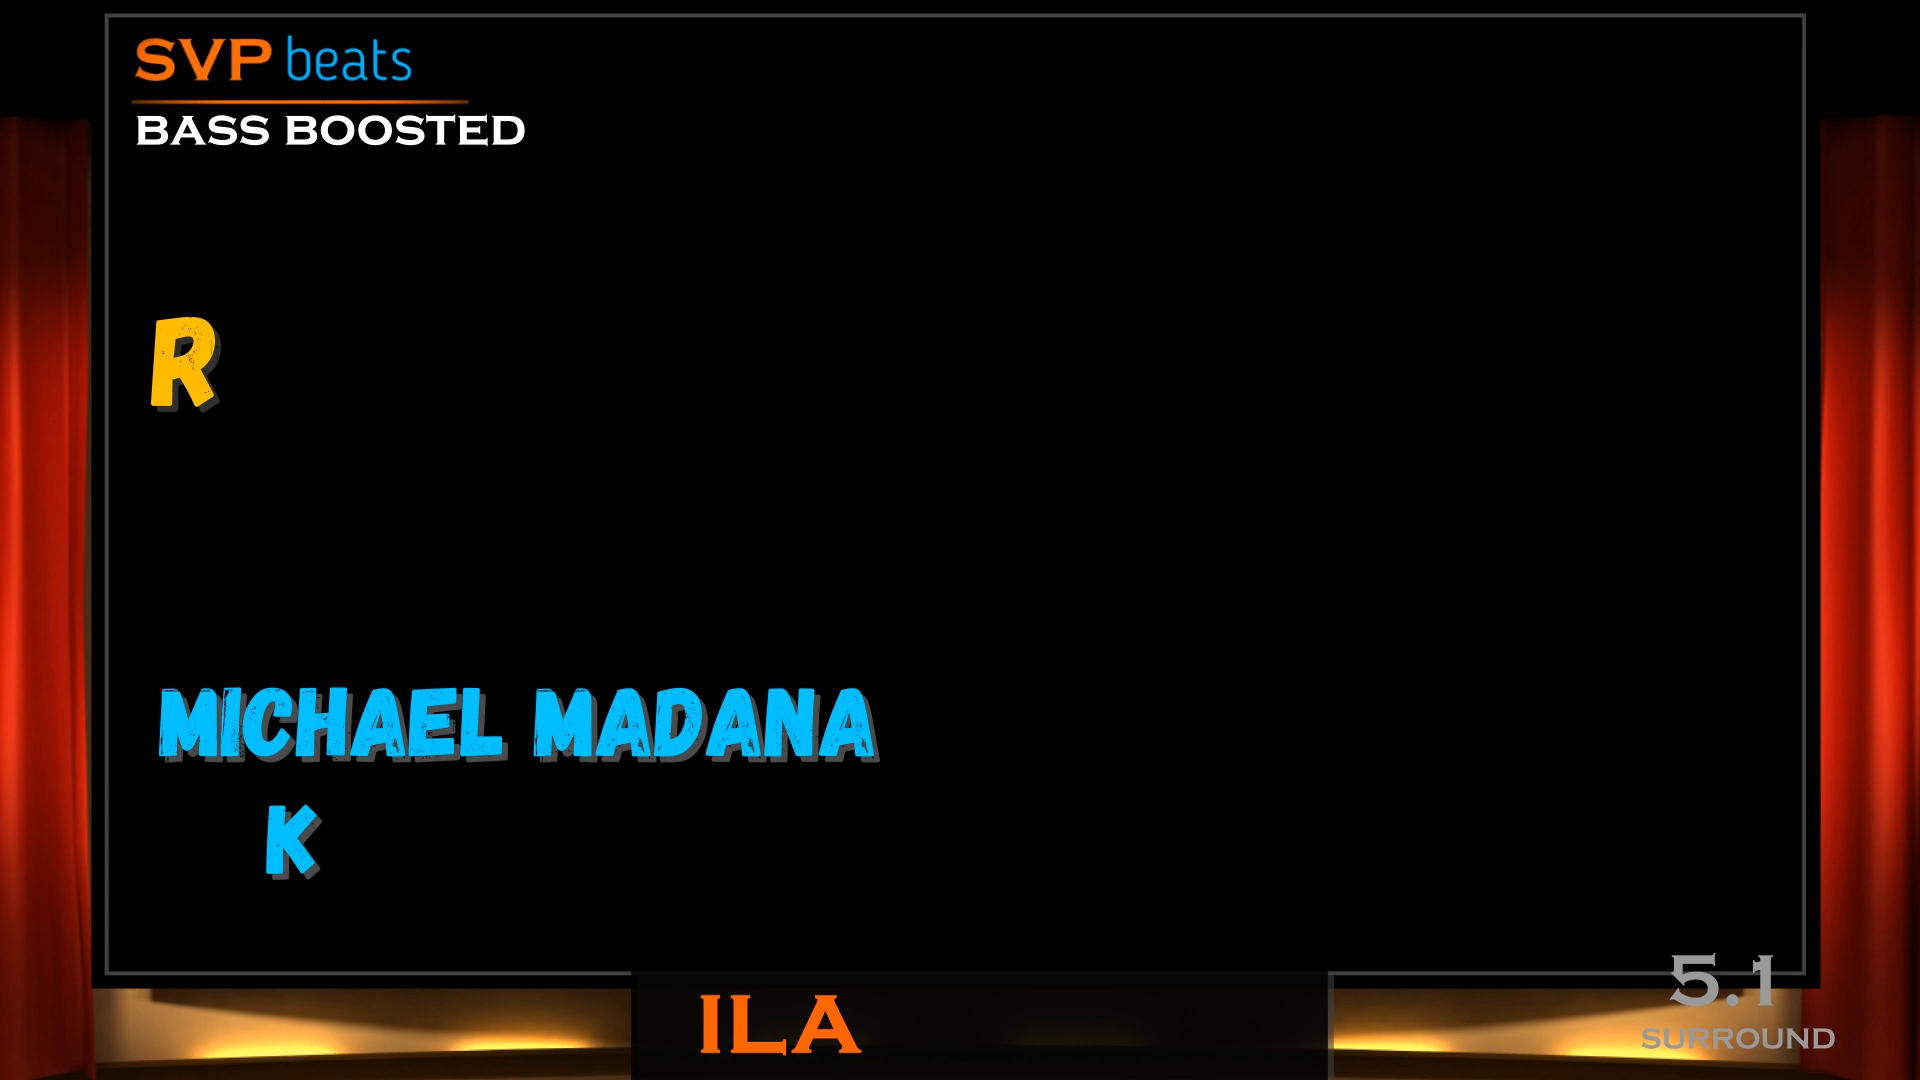 SVP beats
BASS BOOSTED
R
MICHAEL MADANA
K
ILA
5.1
SURROUND